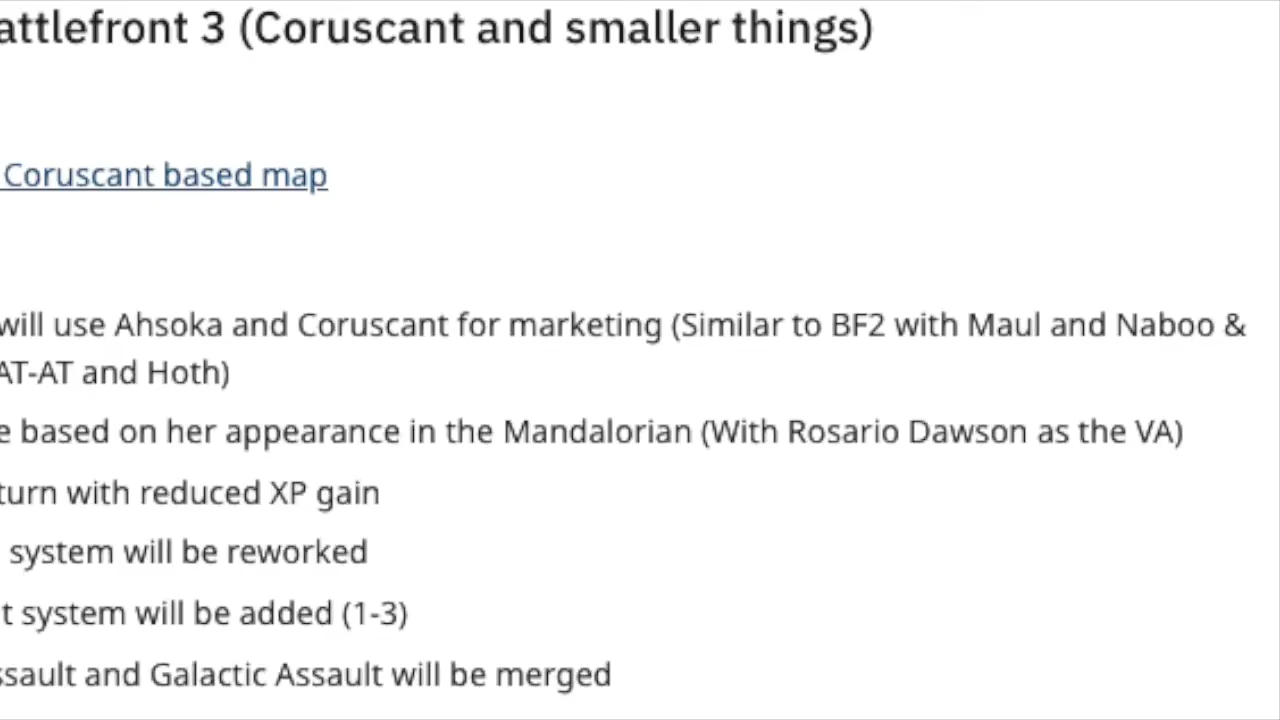 attlefront 3 (Coruscant and smaller things)
Coruscant based map
will use Ahsoka and Coruscant for marketing (Similar to BF2 with Maul and Naboo &
AT-AT and Hoth)
e based on her appearance in the Mandalorian (With Rosario Dawson as the VA)
turn with reduced XP gain
system will be reworked
t system will be added (1-3)
ssault and Galactic Assault will be merged